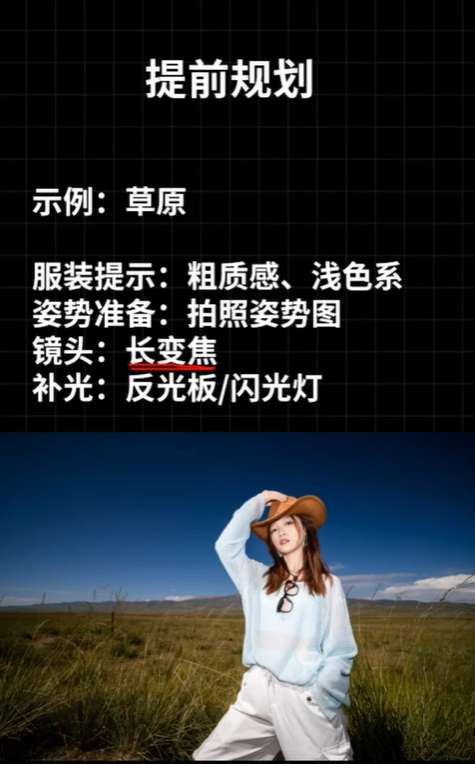 提前规划
示例：草原
服装提示：粗质感、浅色系
姿势准备：拍照姿势图
镜头：长变焦
补光：反光板/闪光灯